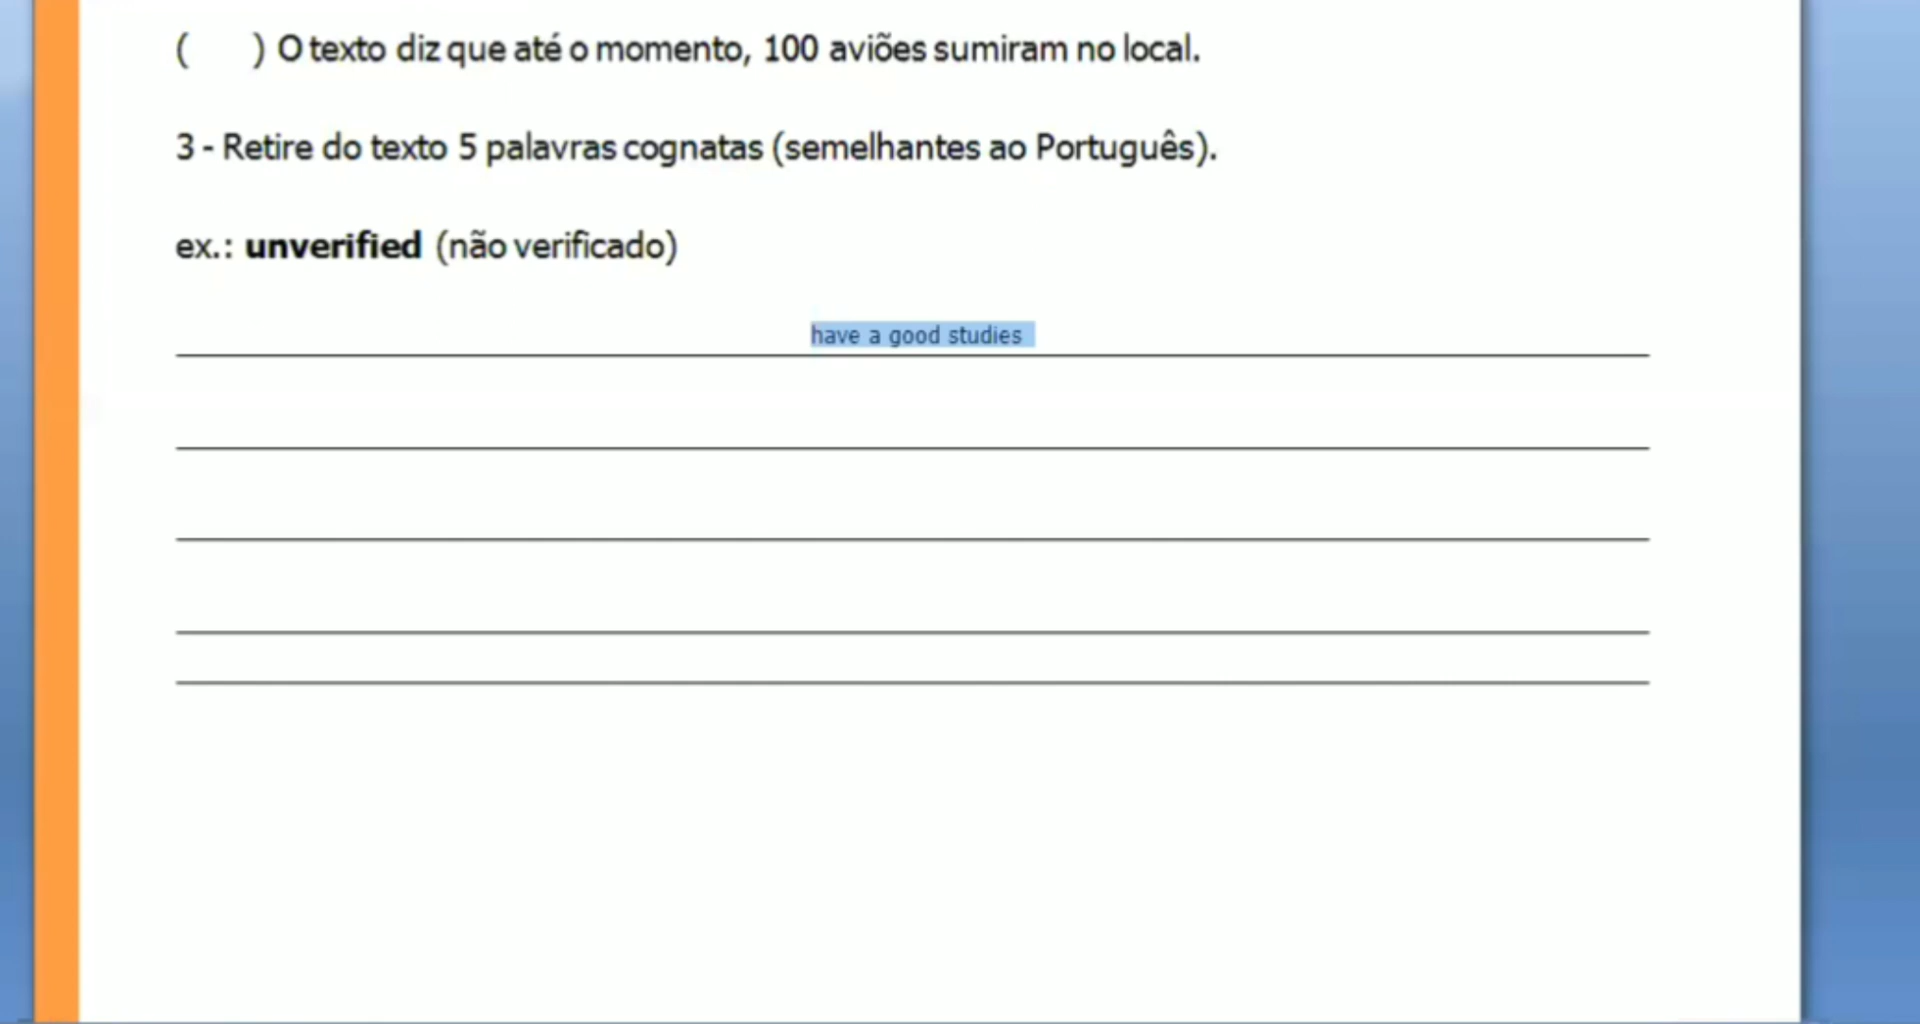 ( ) O texto diz que até o momento, 100 aviões sumiram no local.
3 - Retire do texto 5 palavras cognatas (semelhantes ao Português).
ex.: unverified (não verificado)
have a good studies